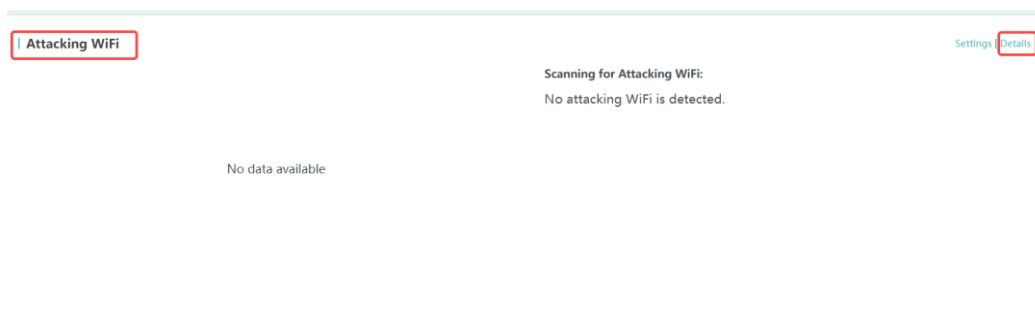 Attacking WiFi
Settings | Details
Scanning for Attacking WiFi:
No attacking WiFi is detected.
No data available